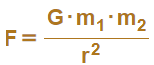 F = G·m₁·m₂ / r²